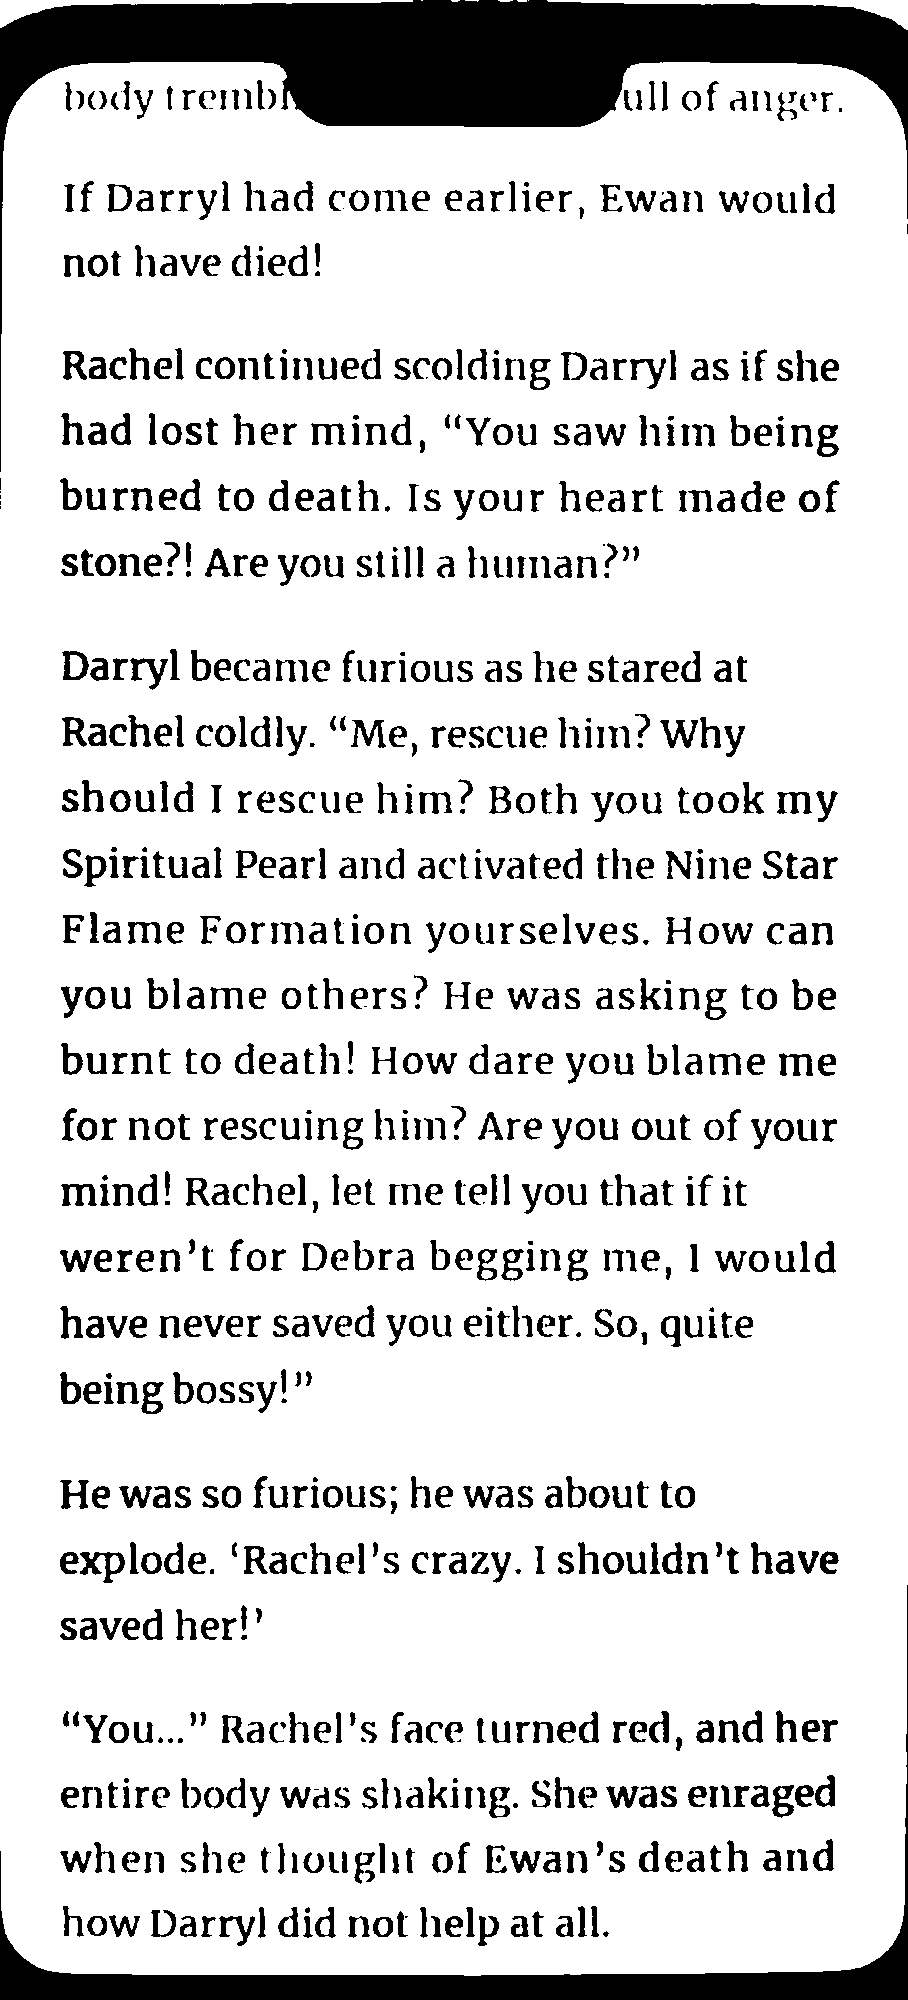 body
of anger.
If Darryl had come earlier, Ewan would
not have died!
Rachel continued scolding Darryl as if she
had lost her mind, “You saw him being
burned to death. Is your heart made of
stone?! Are you still a human?”
Darryl became furious as he stared at
Rachel coldly. “Me, rescue him? Why
should I rescue him? Both you took my
Spiritual Pearl and activated the Nine Star
Flame Formation yourselves. How can
you blame others? He was asking to be
burnt to death! How dare you blame me
for not rescuing him? Are you out of your
mind! Rachel, let me tell you that if it
weren’t for Debra begging me, I would
have never saved you either. So, quite
being bossy!”
He was so furious; he was about to
explode. ‘Rachel’s crazy. I shouldn’t have
saved her!’
“You...” Rachel’s face turned red, and her
entire body was shaking. She was enraged
when she thought of Ewan’s death and
how Darryl did not help at all.